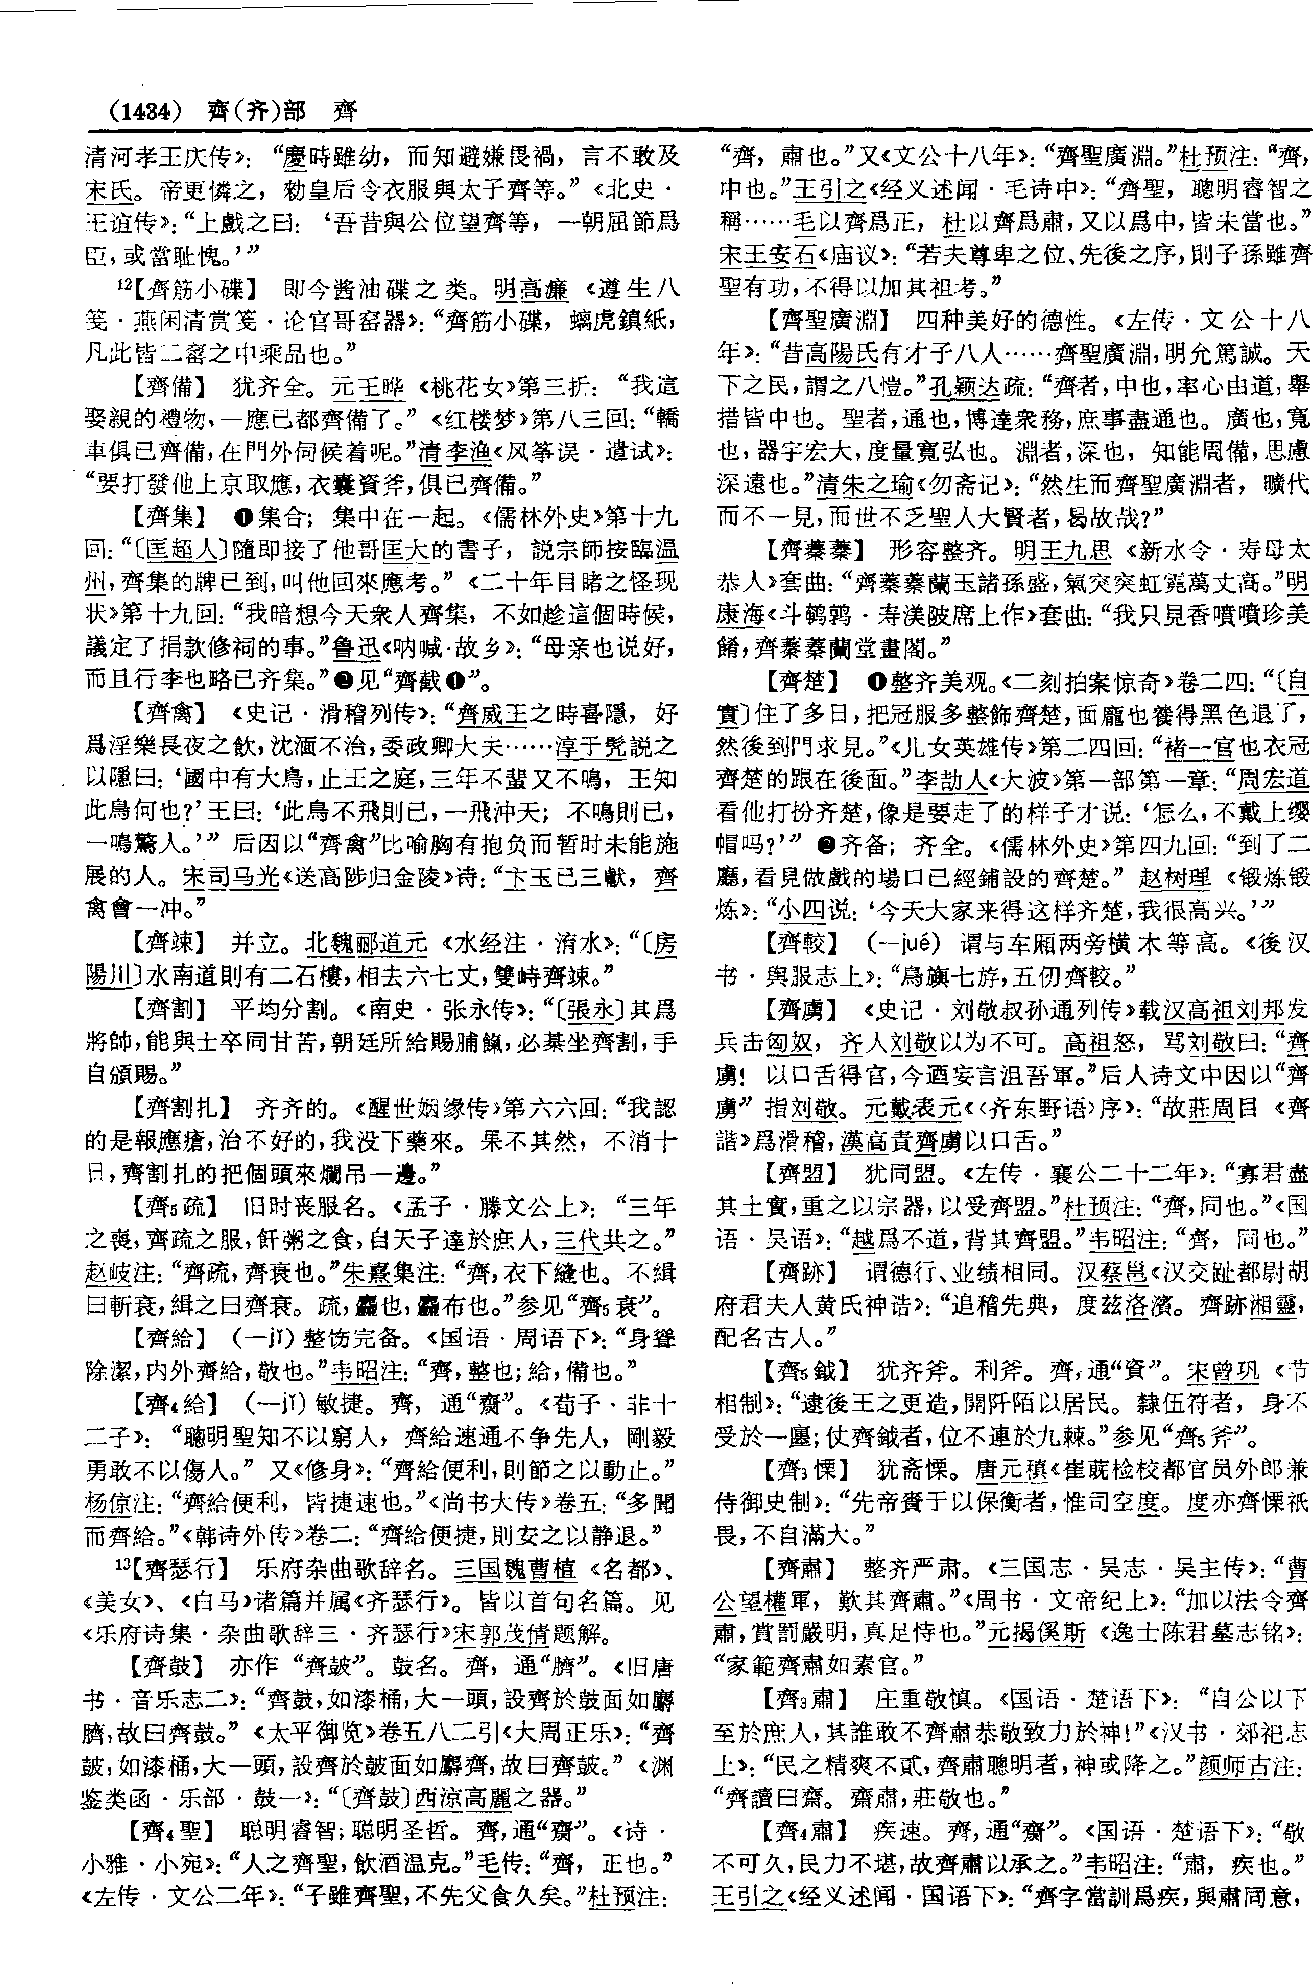 (1434) 齊(齐)部 齊
清河孝王庆传》：“慶時雖幼，而知避嫌畏禍，言不敢及
宋氏。帝更憐之，勑皇后令衣服與太子齊等。”《北史·
王谊传》：“上戲之曰：‘吾昔與公位望齊等，一朝屈節爲
臣，或當耻愧。’”
12【齊筋小碟】 即今酱油碟之类。明高濂《遵生八
笺·燕闲清赏笺·论官哥窑器》：“齊筋小碟，螭虎鎮紙，
凡此皆二窰之中乘品也。”
【齊備】 犹齐全。元王晔《桃花女》第三折：“我這
娶親的禮物，一應已都齊備了。”《红楼梦》第八三回：“轎
車俱已齊備，在門外伺候着呢。”清李渔《风筝误·遣试》：
“要打發他上京取應，衣囊資斧，俱已齊備。”
【齊集】 ❶集合；集中在一起。《儒林外史》第十九
回：“〔匡超人〕隨即接了他哥匡大的書子，説宗師按臨温
州，齊集的牌已到，叫他回來應考。”《二十年目睹之怪现
状》第十九回：“我暗想今天衆人齊集，不如趁這個時候，
議定了捐款修祠的事。”鲁迅《呐喊·故乡》：“母亲也说好，
而且行李也略已齐集。”❷见“齊戢❶”。
【齊禽】 《史记·滑稽列传》：“齊威王之時喜隱，好
爲淫樂長夜之飲，沈湎不治，委政卿大夫……淳于髡説之
以隱曰：‘國中有大鳥，止王之庭，三年不蜚又不鳴，王知
此鳥何也？’王曰：‘此鳥不飛則已，一飛沖天；不鳴則已，
一鳴驚人。’”后因以“齊禽”比喻胸有抱负而暂时未能施
展的人。宋司马光《送高陟归金陵》诗：“卞玉已三獻，齊
禽會一冲。”
【齊竦】 并立。北魏郦道元《水经注·淯水》：“〔房
陽川〕水南道則有二石樓，相去六七丈，雙峙齊竦。”
【齊割】 平均分割。《南史·张永传》：“〔張永〕其爲
將帥，能與士卒同甘苦，朝廷所給賜脯餼，必棊坐齊割，手
自頒賜。”
【齊割扎】 齐齐的。《醒世姻缘传》第六六回：“我認
的是報應瘡，治不好的，我没下藥來。果不其然，不消十
日，齊割扎的把個頭來爛吊一邊。”
【齊5疏】 旧时丧服名。《孟子·滕文公上》：“三年
之喪，齊疏之服，飦粥之食，自天子達於庶人，三代共之。”
赵岐注：“齊疏，齊衰也。”朱熹集注：“齊，衣下縫也。不緝
曰斬衰，緝之曰齊衰。疏，麤也，麤布也。”参见“齊5衰”。
【齊給】 (－jǐ) 整饬完备。《国语·周语下》：“身聳
除潔，内外齊給，敬也。”韦昭注：“齊，整也；給，備也。”
【齊4給】 (－jǐ) 敏捷。齊，通“齌”。《荀子·非十
二子》：“聰明聖知不以窮人，齊給速通不争先人，剛毅
勇敢不以傷人。”又《修身》：“齊給便利，則節之以動止。”
杨倞注：“齊給便利，皆捷速也。”《尚书大传》卷五：“多聞
而齊給。”《韩诗外传》卷二：“齊給便捷，則安之以静退。”
13【齊瑟行】 乐府杂曲歌辞名。三国魏曹植《名都》、
《美女》、《白马》诸篇并属《齐瑟行》。皆以首句名篇。见
《乐府诗集·杂曲歌辞三·齐瑟行》宋郭茂倩题解。
【齊鼓】 亦作“齊皷”。鼓名。齊，通“臍”。《旧唐
书·音乐志二》：“齊鼓，如漆桶，大一頭，設齊於鼓面如麝
臍，故曰齊鼓。”《太平御览》卷五八二引《大周正乐》：“齊
皷，如漆桶，大一頭，設齊於皷面如麝齊，故曰齊皷。”《渊
鉴类函·乐部·鼓一》：“〔齊鼓〕西涼高麗之器。”
【齊4聖】 聪明睿智；聪明圣哲。齊，通“齌”。《诗·
小雅·小宛》：“人之齊聖，飲酒温克。”毛传：“齊，正也。”
《左传·文公二年》：“子雖齊聖，不先父食久矣。”杜预注：
“齊，肅也。”又《文公十八年》：“齊聖廣淵。”杜预注：“齊，
中也。”王引之《经义述闻·毛诗中》：“齊聖，聰明睿智之
稱……毛以齊爲正，杜以齊爲肅，又以爲中，皆未當也。”
宋王安石《庙议》：“若夫尊卑之位、先後之序，則子孫雖齊
聖有功，不得以加其祖考。”
【齊聖廣淵】 四种美好的德性。《左传·文公十八
年》：“昔高陽氏有才子八人……齊聖廣淵，明允篤誠。天
下之民，謂之八愷。”孔颖达疏：“齊者，中也，率心由道，舉
措皆中也。聖者，通也，博達衆務，庶事盡通也。廣也，寬
也，器宇宏大，度量寬弘也。淵者，深也，知能周備，思慮
深遠也。”清朱之瑜《勿斋记》：“然生而齊聖廣淵者，曠代
而不一見，而世不乏聖人大賢者，曷故哉？”
【齊蓁蓁】 形容整齐。明王九思《新水令·寿母太
恭人》套曲：“齊蓁蓁蘭玉諸孫盛，氣突突虹霓萬丈高。”明
康海《斗鹌鹑·寿渼陂席上作》套曲：“我只見香噴噴珍美
餚，齊蓁蓁蘭堂畫閣。”
【齊楚】 ❶整齐美观。《二刻拍案惊奇》卷二四：“〔自
實〕住了多日，把冠服多整飾齊楚，面龐也養得黑色退了，
然後到門求見。”《儿女英雄传》第二四回：“褚一官也衣冠
齊楚的跟在後面。”李劼人《大波》第一部第一章：“周宏道
看他打扮齐楚，像是要走了的样子才说：‘怎么，不戴上缨
帽吗？’”❷齐备；齐全。《儒林外史》第四九回：“到了二
廳，看見做戲的場口已經鋪設的齊楚。”赵树理《锻炼锻
炼》：“小四说：‘今天大家来得这样齐楚，我很高兴。’”
【齊較】 (－jué) 谓与车厢两旁横木等高。《後汉
书·舆服志上》：“鳥旟七斿，五仞齊較。”
【齊虜】 《史记·刘敬叔孙通列传》载汉高祖刘邦发
兵击匈奴，齐人刘敬以为不可。高祖怒，骂刘敬曰：“齊
虜！以口舌得官，今迺妄言沮吾軍。”后人诗文中因以“齊
虜”指刘敬。元戴表元《〈齐东野语〉序》：“故莊周目《齊
諧》爲滑稽，漢高責齊虜以口舌。”
【齊盟】 犹同盟。《左传·襄公二十二年》：“寡君盡
其土實，重之以宗器，以受齊盟。”杜预注：“齊，同也。”《国
语·吴语》：“越爲不道，背其齊盟。”韦昭注：“齊，同也。”
【齊跡】 谓德行、业绩相同。汉蔡邕《汉交趾都尉胡
府君夫人黄氏神诰》：“追稽先典，度兹洛濱。齊跡湘靈，
配名古人。”
【齊5鉞】 犹齐斧。利斧。齊，通“資”。宋曾巩《节
相制》：“逮後王之更造，開阡陌以居民。隸伍符者，身不
受於一廛；仗齊鉞者，位不連於九棘。”参见“齊5斧”。
【齊3慄】 犹斋慄。唐元稹《崔蕆检校都官员外郎兼
侍御史制》：“先帝賚于以保衡者，惟司空度。度亦齊慄祇
畏，不自滿大。”
【齊肅】 整齐严肃。《三国志·吴志·吴主传》：“曹
公望權軍，歎其齊肅。”《周书·文帝纪上》：“加以法令齊
肅，賞罰嚴明，真足恃也。”元揭傒斯《逸士陈君墓志铭》：
“家範齊肅如素官。”
【齊3肅】 庄重敬慎。《国语·楚语下》：“自公以下
至於庶人，其誰敢不齊肅恭敬致力於神！”《汉书·郊祀志
上》：“民之精爽不貳，齊肅聰明者，神或降之。”颜师古注：
“齊讀曰齋。齋肅，莊敬也。”
【齊4肅】 疾速。齊，通“齌”。《国语·楚语下》：“敬
不可久，民力不堪，故齊肅以承之。”韦昭注：“肅，疾也。”
王引之《经义述闻·国语下》：“齊字當訓爲疾，與肅同意，